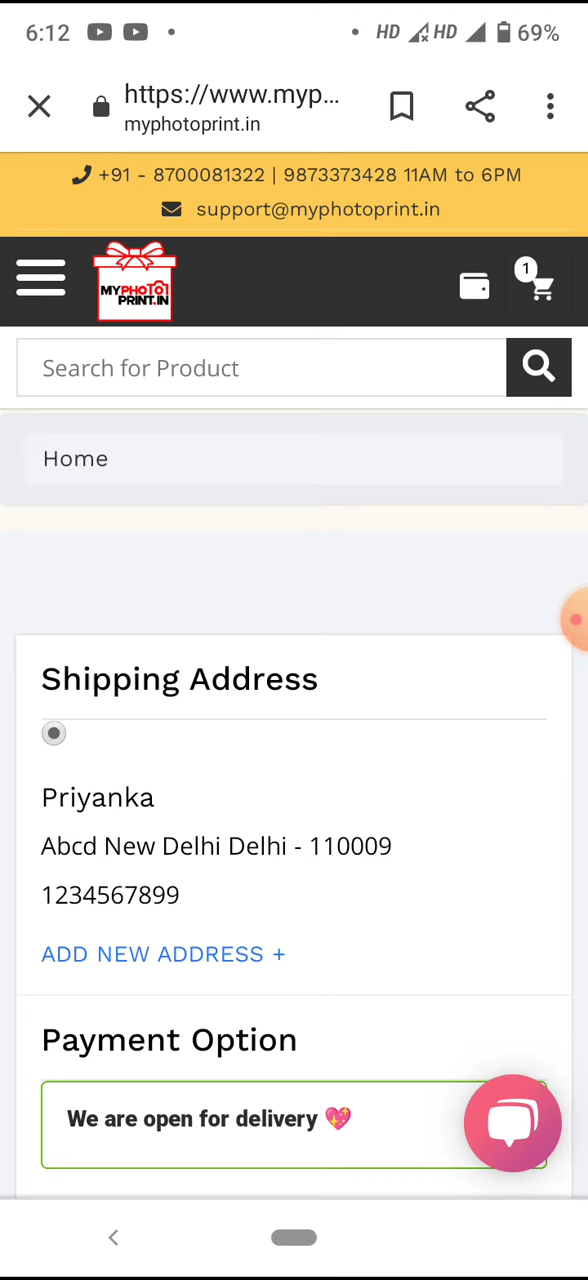 6:12 HD HD 69%
https://www.myp...
myphotoprint.in
+91 - 8700081322 | 9873373428 11AM to 6PM
support@myphotoprint.in
MYPHOTO
PRINT.IN
1
Search for Product
Home
Shipping Address
Priyanka
Abcd New Delhi Delhi - 110009
1234567899
ADD NEW ADDRESS +
Payment Option
We are open for delivery 💖